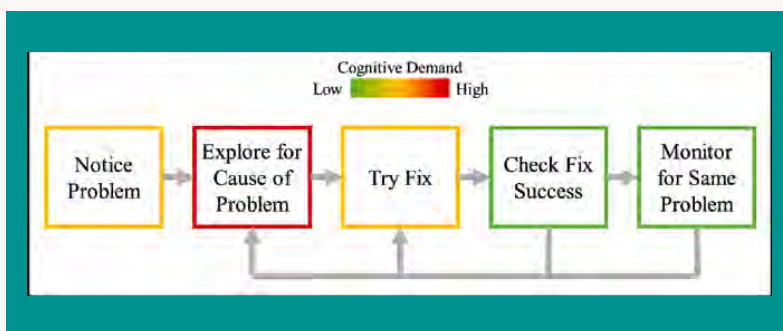 Cognitive Demand
Low High
Notice
Problem
Explore for
Cause of
Problem
Try Fix
Check Fix
Success
Monitor
for Same
Problem